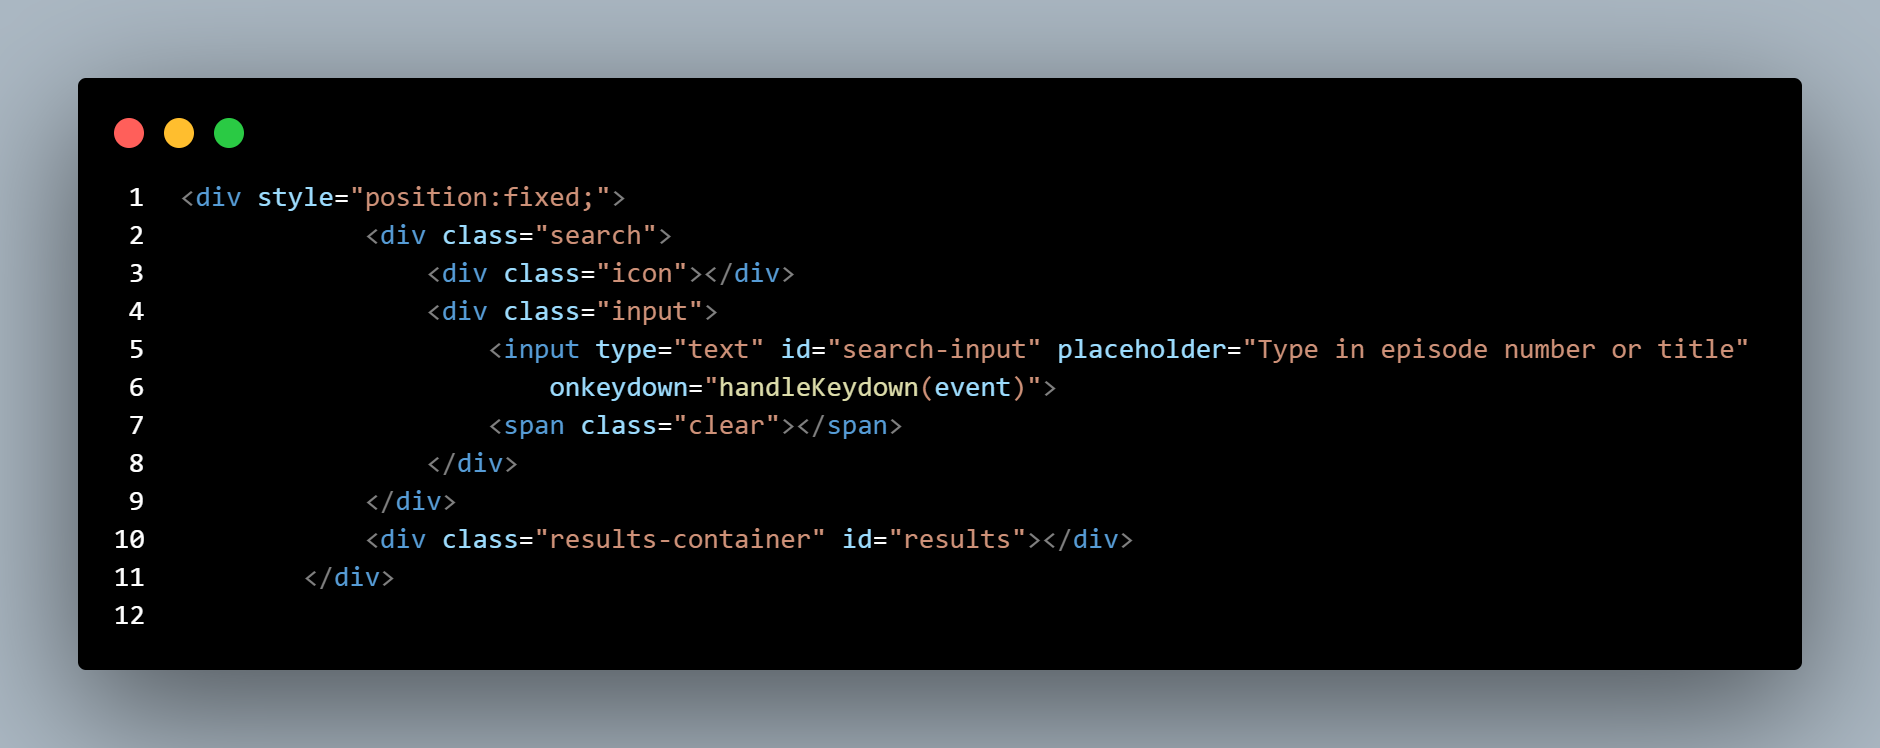 1 <div style="position:fixed;">
2             <div class="search">
3                 <div class="icon"></div>
4                 <div class="input">
5                     <input type="text" id="search-input" placeholder="Type in episode number or title"
6                         onkeydown="handleKeydown(event)">
7                     <span class="clear"></span>
8                 </div>
9             </div>
10             <div class="results-container" id="results"></div>
11         </div>
12